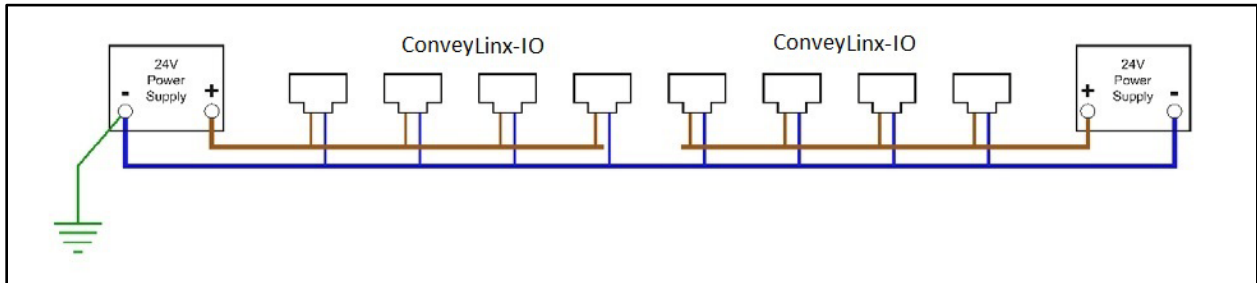 ConveyLinx-IO
ConveyLinx-IO
24V
Power
Supply
- +
24V
Power
Supply
+ -